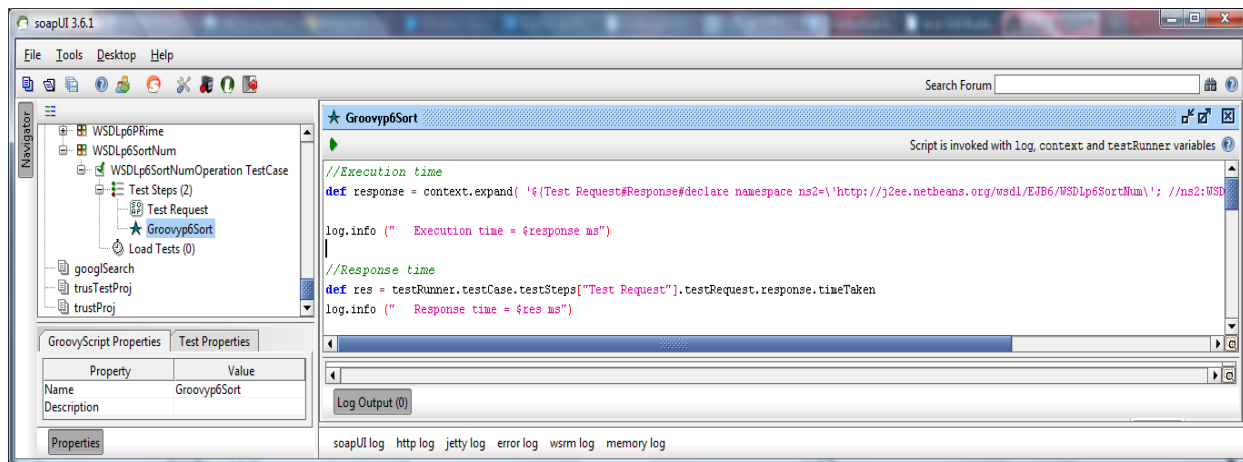 soapUI 3.6.1
File Tools Desktop Help
Search Forum
Navigator
WSDLp6PRime
WSDLp6SortNum
WSDLp6SortNumOperation TestCase
Test Steps (2)
Test Request
Groovyp6Sort
Load Tests (0)
googlSearch
trusTestProj
trustProj
GroovyScript Properties Test Properties
Property Value
Name Groovyp6Sort
Description
Properties
Groovyp6Sort
Script is invoked with log, context and testRunner variables
//Execution time
def response = context.expand( '${Test Request#Response#declare namespace ns2=\'http://j2ee.netbeans.org/wsdl/EJB6/WSDLp6SortNum\'; //ns2:WSD
log.info (" Execution time = $response ms")
//Response time
def res = testRunner.testCase.testSteps["Test Request"].testRequest.response.timeTaken
log.info (" Response time = $res ms")
Log Output (0)
soapUI log http log jetty log error log wsrm log memory log